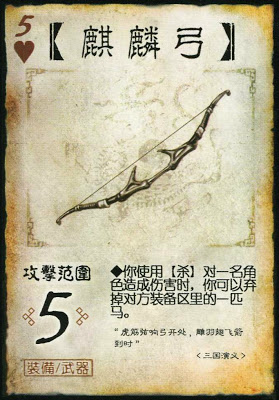 5
【麒麟弓】
攻擊范圍
5
◆你使用【杀】对一名角
色造成伤害时，你可以弃
掉对方装备区里的一匹
马。
“虎筋弦响弓开处，雕羽翅飞箭
到时”
＜三国演义＞
裝備/武器